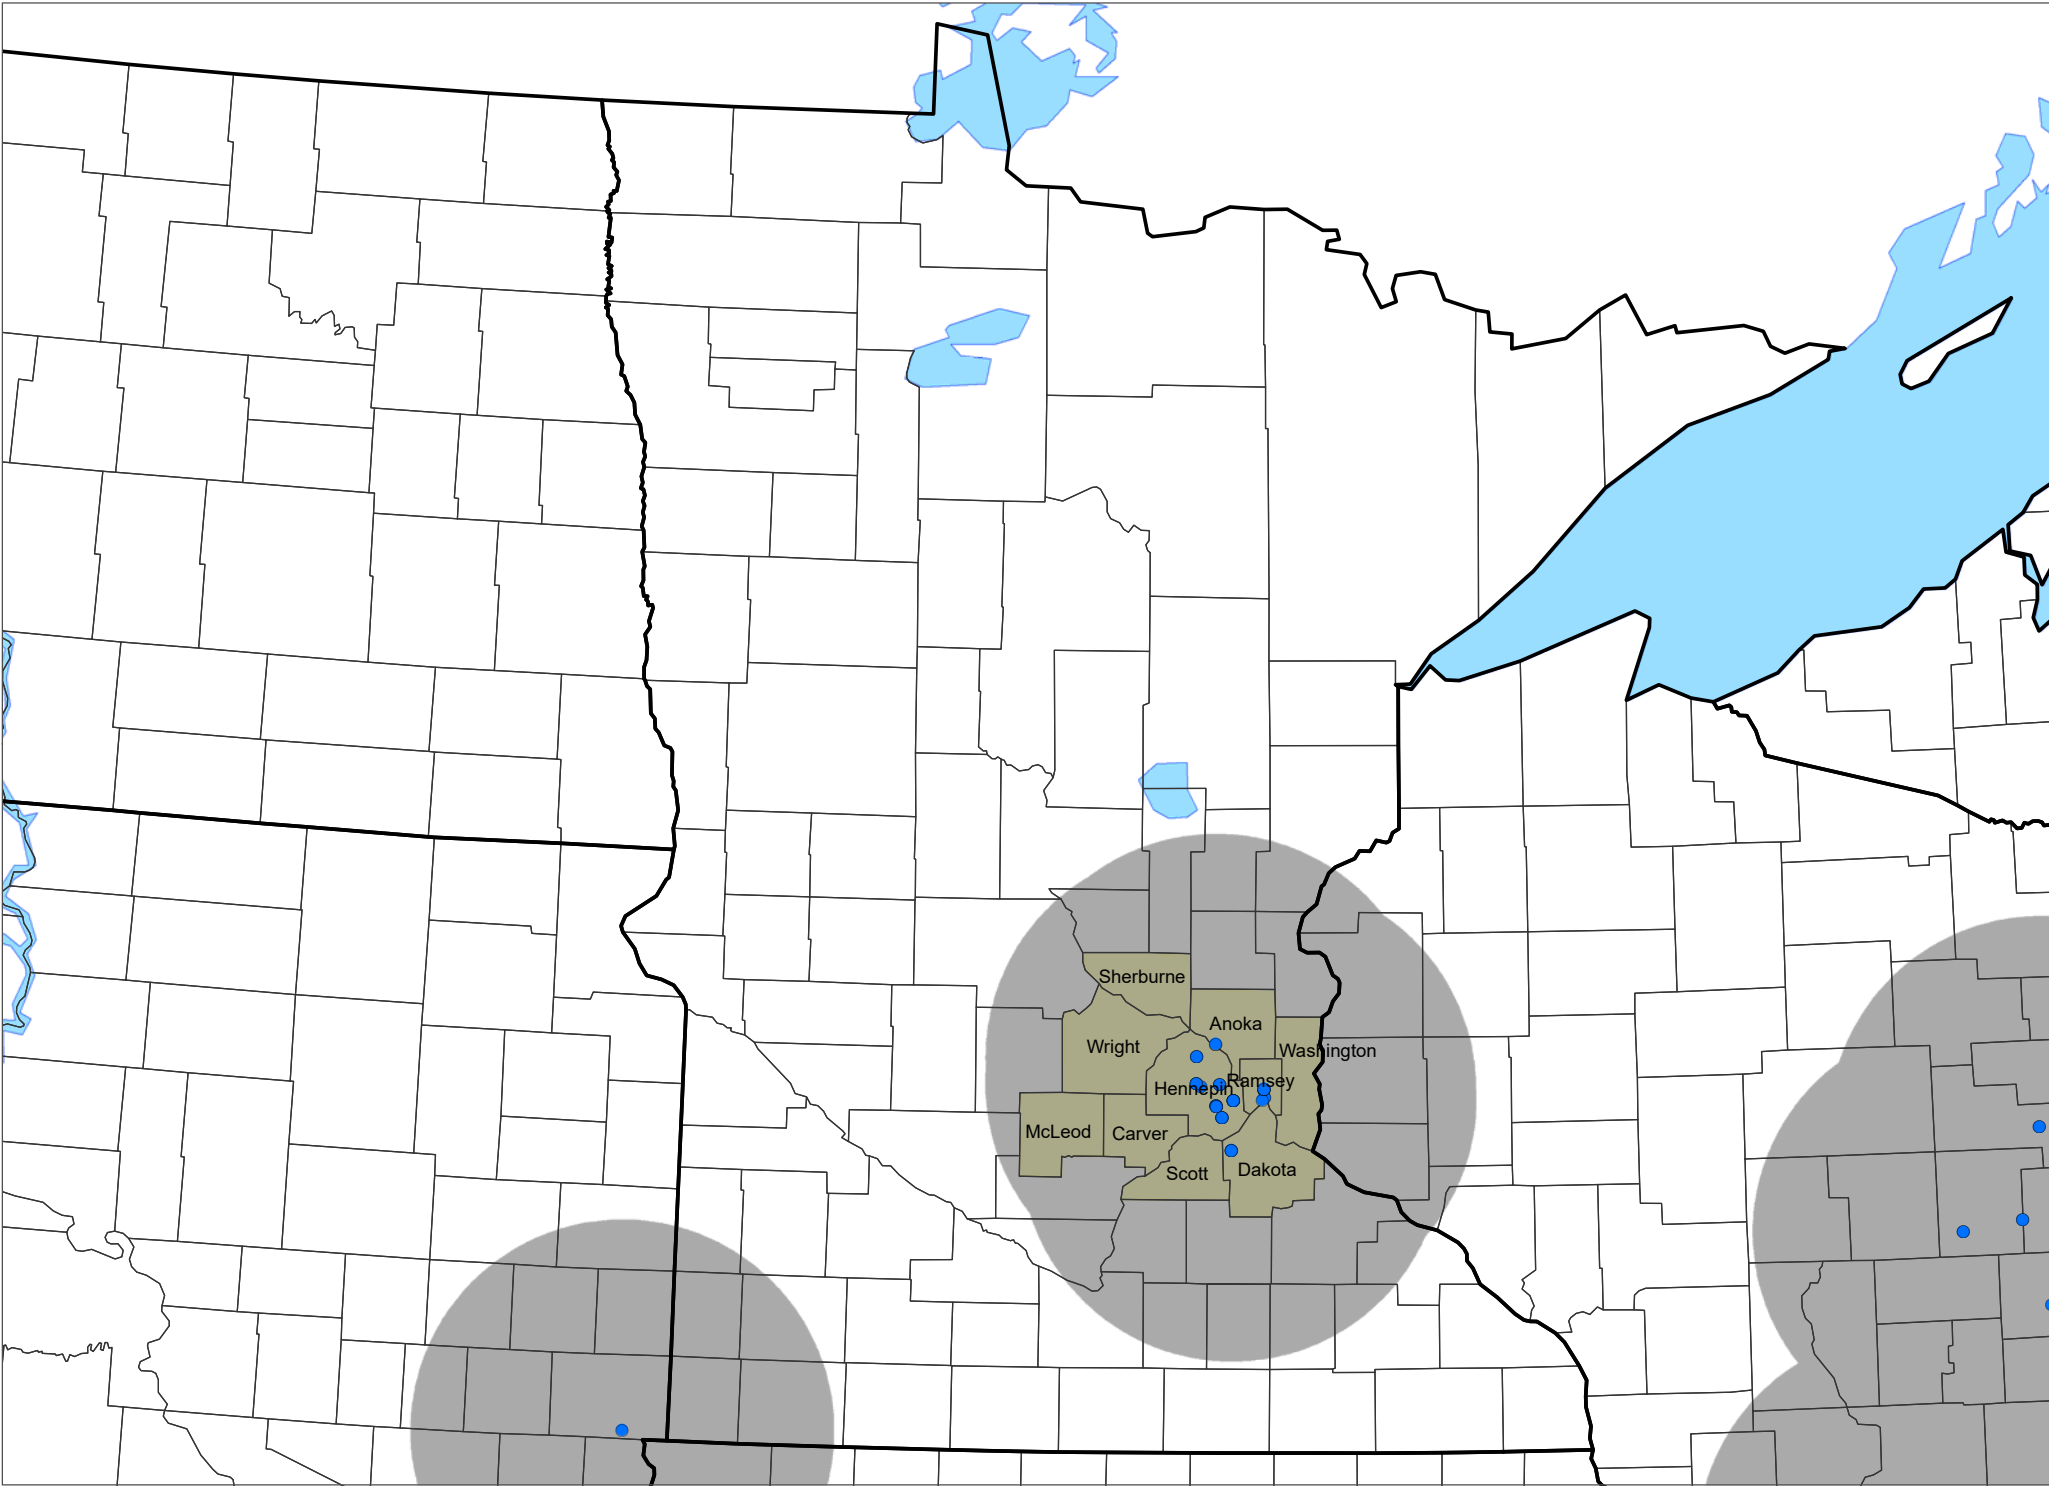 Sherburne
Anoka
Wright
Washington
Ramsey
Hennepin
McLeod
Carver
Scott
Dakota